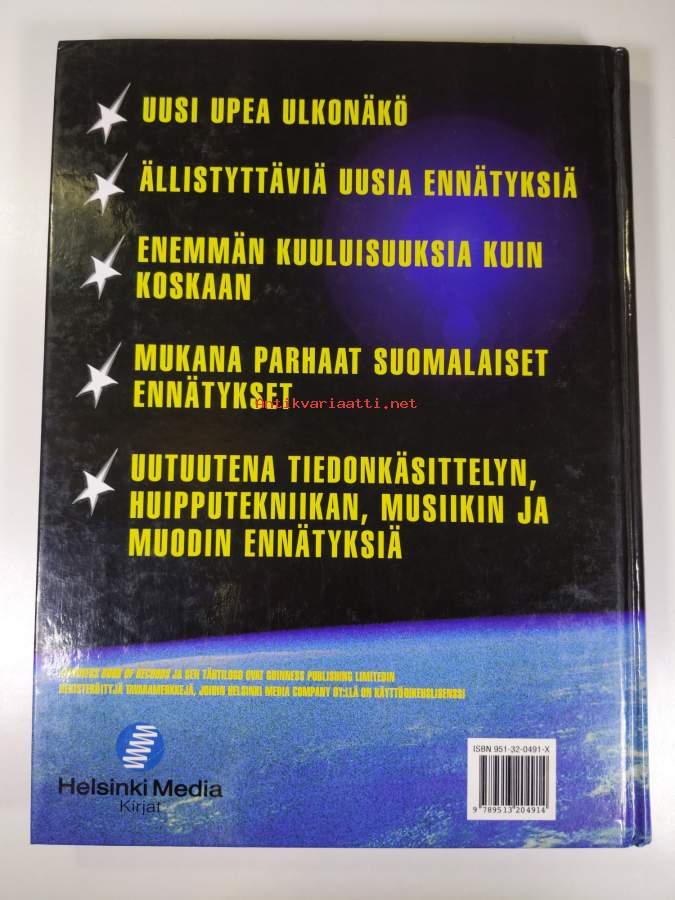 UUSI UPEA ULKONÄKÖ
ÄLLISTYTTÄVIÄ UUSIA ENNÄTYKSIÄ
ENEMMÄN KUULUISUUKSIA KUIN
KOSKAAN
MUKANA PARHAAT SUOMALAISET
ENNÄTYKSET
Antikvariaatti.net
UUTUUTENA TIEDONKÄSITTELYN,
HUIPPUTEKNIIKAN, MUSIIKIN JA
MUODIN ENNÄTYKSIÄ
GUINNESS BOOK OF RECORDS JA SEN TÄHTILOGO OVAT GUINNESS PUBLISHING LIMITEDIN
REKISTERÖITYJÄ TAVARAMERKKEJÄ, JOIHIN HELSINKI MEDIA COMPANY OY:LLÄ ON KÄYTTÖOIKEUSLISENSSI
Helsinki Media
Kirjat
ISBN 951-32-0491-X
9 789513 204914